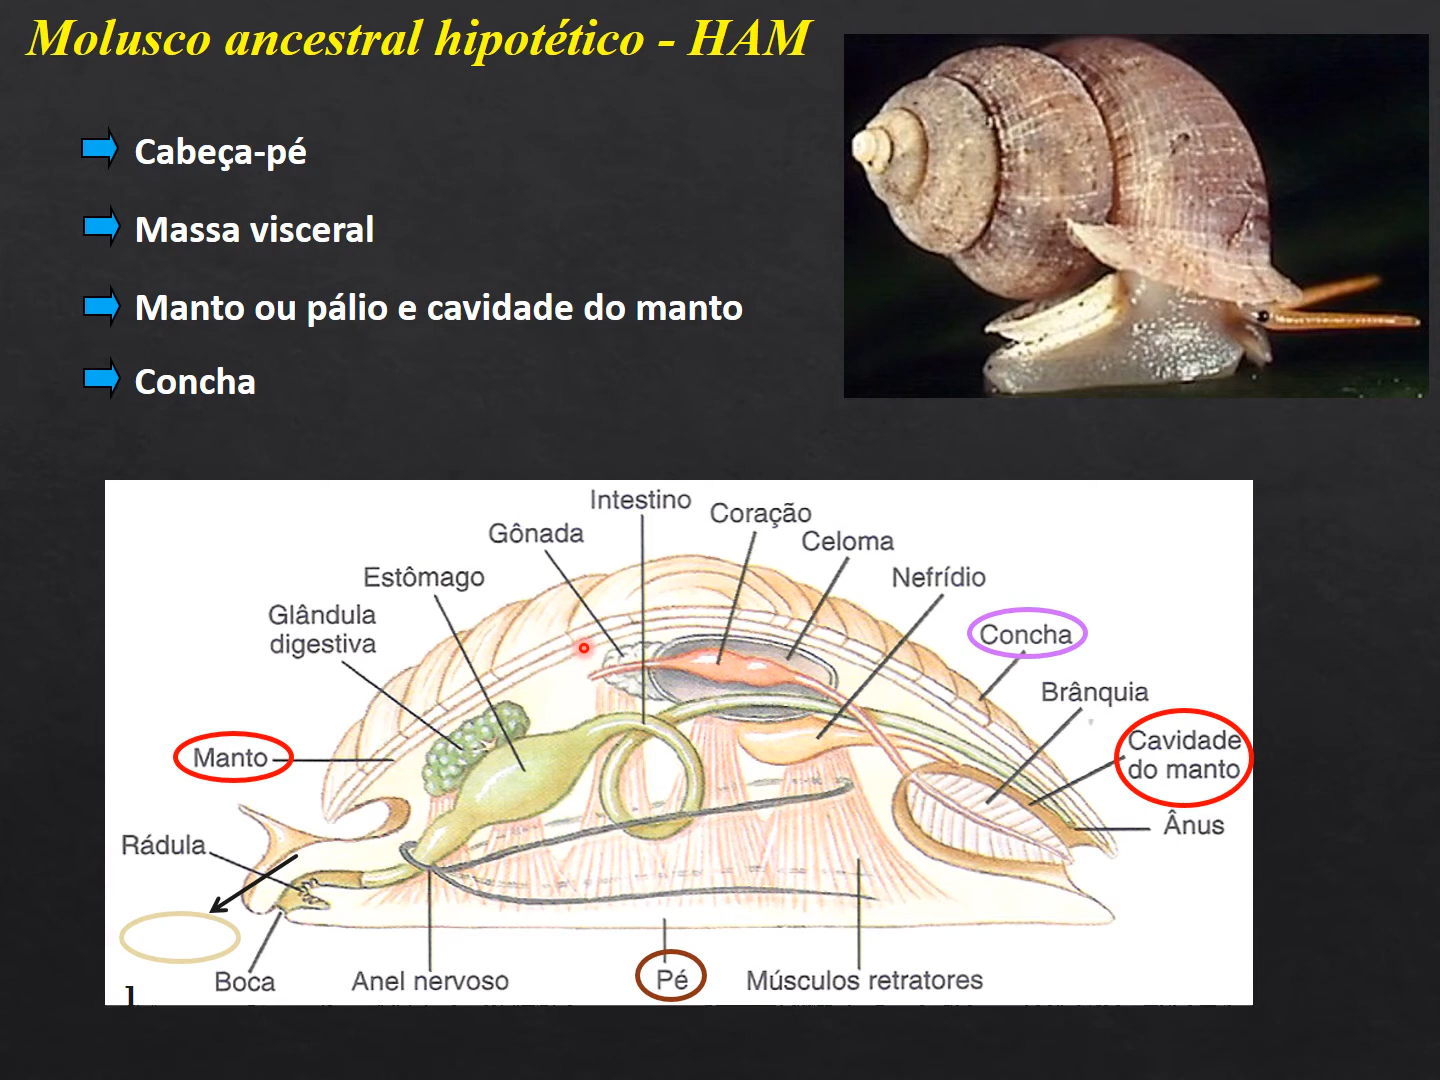 Molusco ancestral hipotético - HAM
Cabeça-pé
Massa visceral
Manto ou pálio e cavidade do manto
Concha
Intestino
Coração
Gônada
Celoma
Estômago
Nefrídio
Glândula
digestiva
Concha
Brânquia
Manto
Cavidade
do manto
Ânus
Rádula
Boca
Anel nervoso
Pé
Músculos retratores